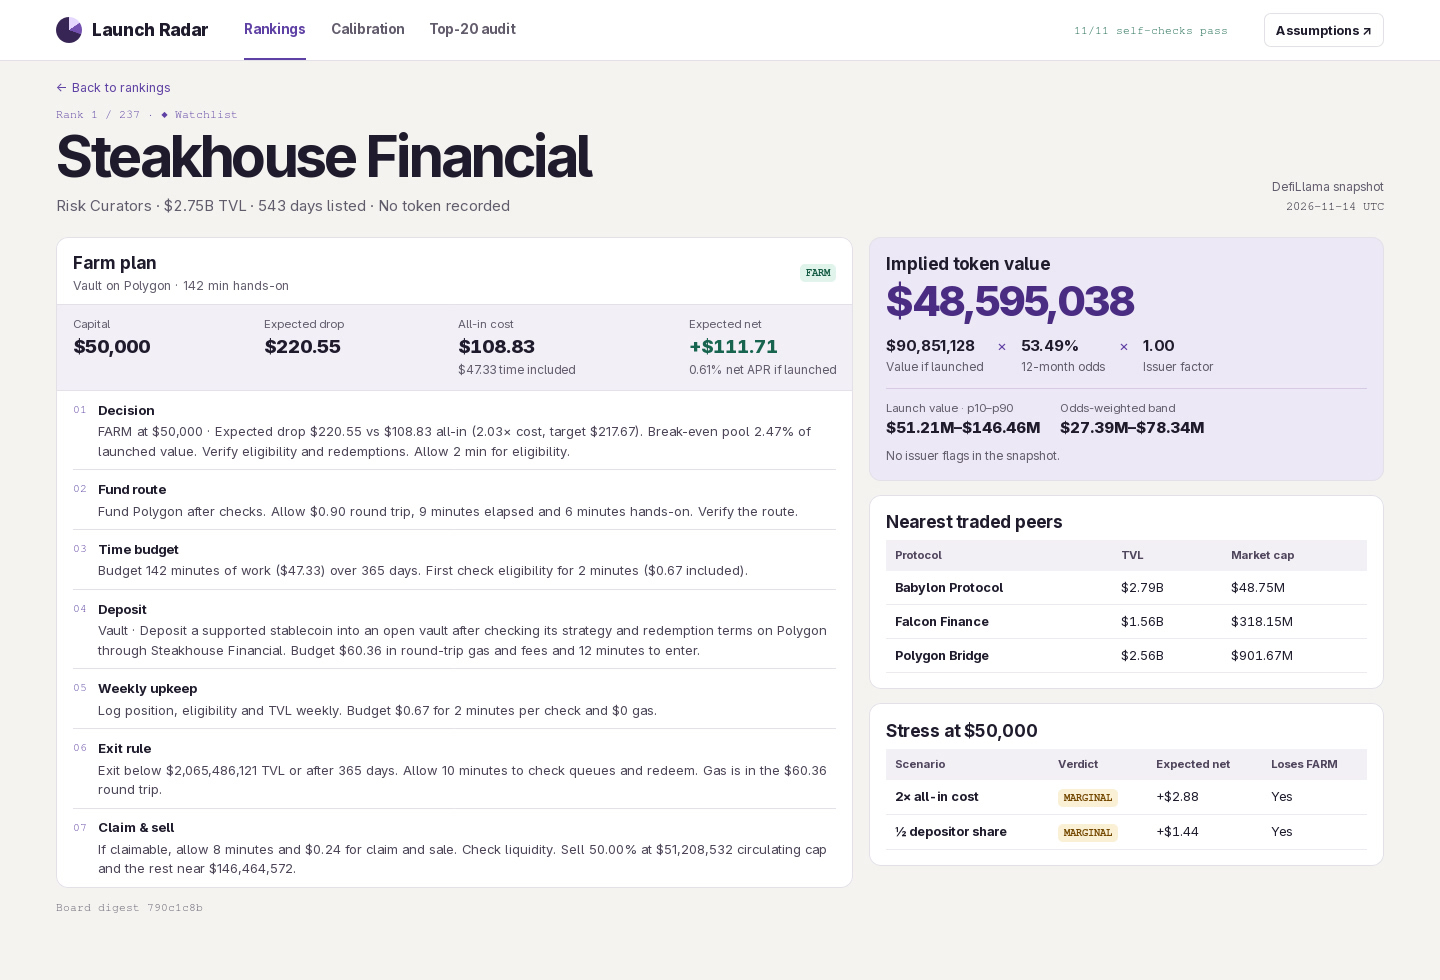 Launch Radar
Rankings
Calibration
Top-20 audit
11/11 self-checks pass
Assumptions ↗
← Back to rankings
Rank 1 / 237 · ◆ Watchlist
Steakhouse Financial
Risk Curators · $2.75B TVL · 543 days listed · No token recorded
DefiLlama snapshot
2026-11-14 UTC
Farm plan
Vault on Polygon · 142 min hands-on
FARM
Capital
$50,000
Expected drop
$220.55
All-in cost
$108.83
$47.33 time included
Expected net
+$111.71
0.61% net APR if launched
01 Decision
FARM at $50,000 · Expected drop $220.55 vs $108.83 all-in (2.03× cost, target $217.67). Break-even pool 2.47% of
launched value. Verify eligibility and redemptions. Allow 2 min for eligibility.
02 Fund route
Fund Polygon after checks. Allow $0.90 round trip, 9 minutes elapsed and 6 minutes hands-on. Verify the route.
03 Time budget
Budget 142 minutes of work ($47.33) over 365 days. First check eligibility for 2 minutes ($0.67 included).
04 Deposit
Vault · Deposit a supported stablecoin into an open vault after checking its strategy and redemption terms on Polygon
through Steakhouse Financial. Budget $60.36 in round-trip gas and fees and 12 minutes to enter.
05 Weekly upkeep
Log position, eligibility and TVL weekly. Budget $0.67 for 2 minutes per check and $0 gas.
06 Exit rule
Exit below $2,065,486,121 TVL or after 365 days. Allow 10 minutes to check queues and redeem. Gas is in the $60.36
round trip.
07 Claim & sell
If claimable, allow 8 minutes and $0.24 for claim and sale. Check liquidity. Sell 50.00% at $51,208,532 circulating cap
and the rest near $146,464,572.
Board digest 790c1c8b
Implied token value
$48,595,038
$90,851,128 × 53.49% × 1.00
Value if launched 12-month odds Issuer factor
Launch value · p10–p90 Odds-weighted band
$51.21M–$146.46M $27.39M–$78.34M
No issuer flags in the snapshot.
Nearest traded peers
Protocol TVL Market cap
Babylon Protocol $2.79B $48.75M
Falcon Finance $1.56B $318.15M
Polygon Bridge $2.56B $901.67M
Stress at $50,000
Scenario Verdict Expected net Loses FARM
2× all-in cost MARGINAL +$2.88 Yes
½ depositor share MARGINAL +$1.44 Yes